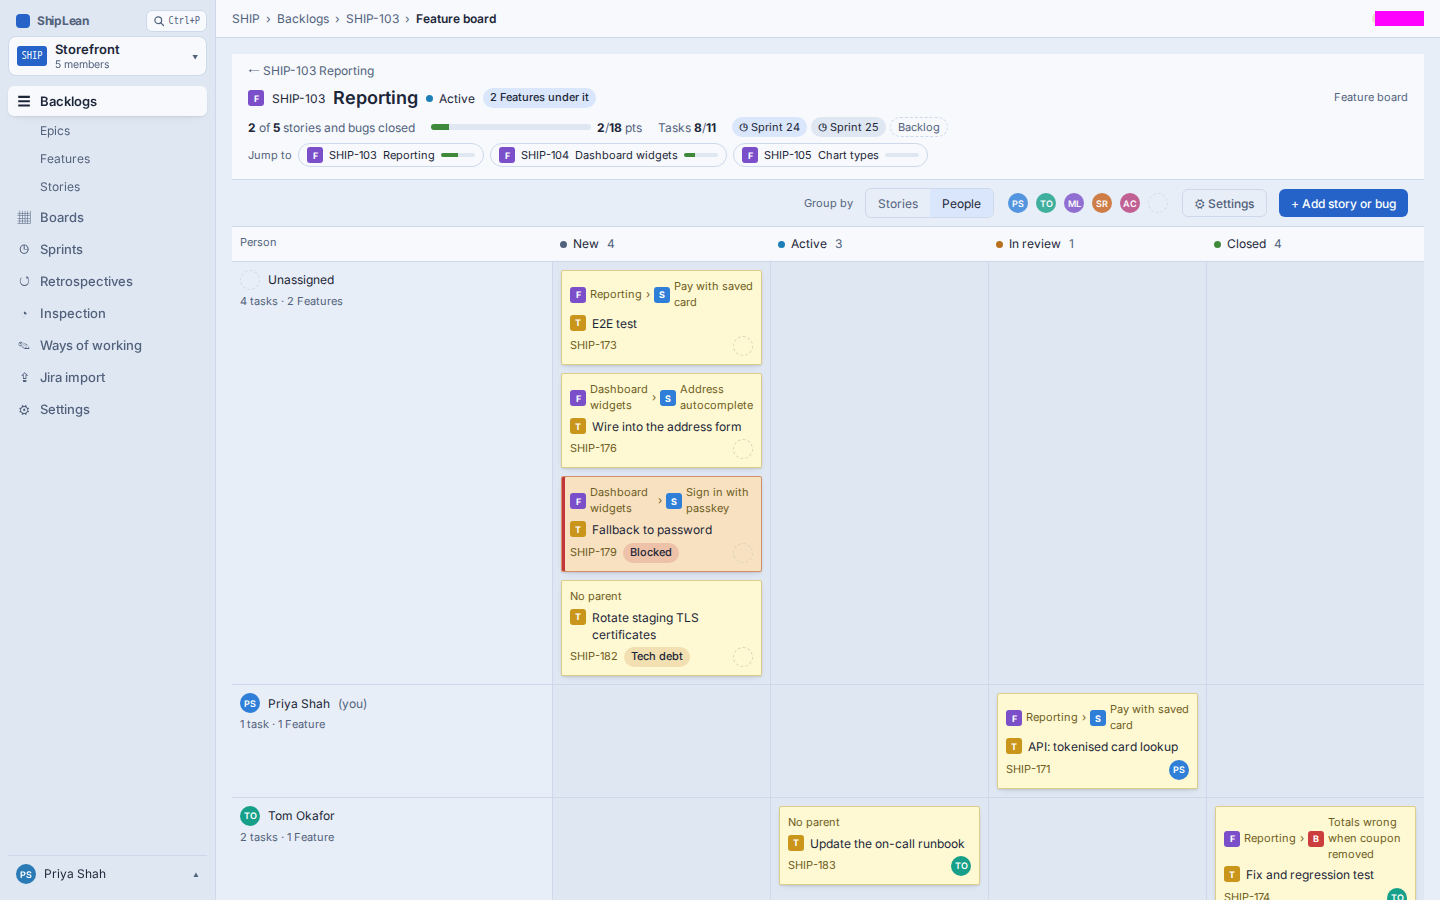 ShipLean
Ctrl+P
SHIP
Storefront
5 members
Backlogs
Epics
Features
Stories
Boards
Sprints
Retrospectives
Inspection
Ways of working
Jira import
Settings
PS Priya Shah
SHIP › Backlogs › SHIP-103 › Feature board
← SHIP-103 Reporting
F SHIP-103 Reporting Active 2 Features under it
Feature board
2 of 5 stories and bugs closed 2/18 pts Tasks 8/11 Sprint 24 Sprint 25 Backlog
Jump to F SHIP-103 Reporting F SHIP-104 Dashboard widgets F SHIP-105 Chart types
Group by Stories People PS TO ML SR AC Settings + Add story or bug
Person New 4 Active 3 In review 1 Closed 4
Unassigned
4 tasks · 2 Features
F Reporting › S Pay with saved
card
T E2E test
SHIP-173
Dashboard
widgets
F › S
Address
autocomplete
T Wire into the address form
SHIP-176
Dashboard
widgets
F › S
Sign in with
passkey
T Fallback to password
SHIP-179 Blocked
No parent
T Rotate staging TLS
certificates
SHIP-182 Tech debt
PS Priya Shah (you)
1 task · 1 Feature
F Reporting › S Pay with saved
card
T API: tokenised card lookup
SHIP-171 PS
TO Tom Okafor
2 tasks · 1 Feature
No parent
T Update the on-call runbook
SHIP-183 TO
F Reporting › B Totals wrong
when coupon
removed
T Fix and regression test
SHIP-174 TO